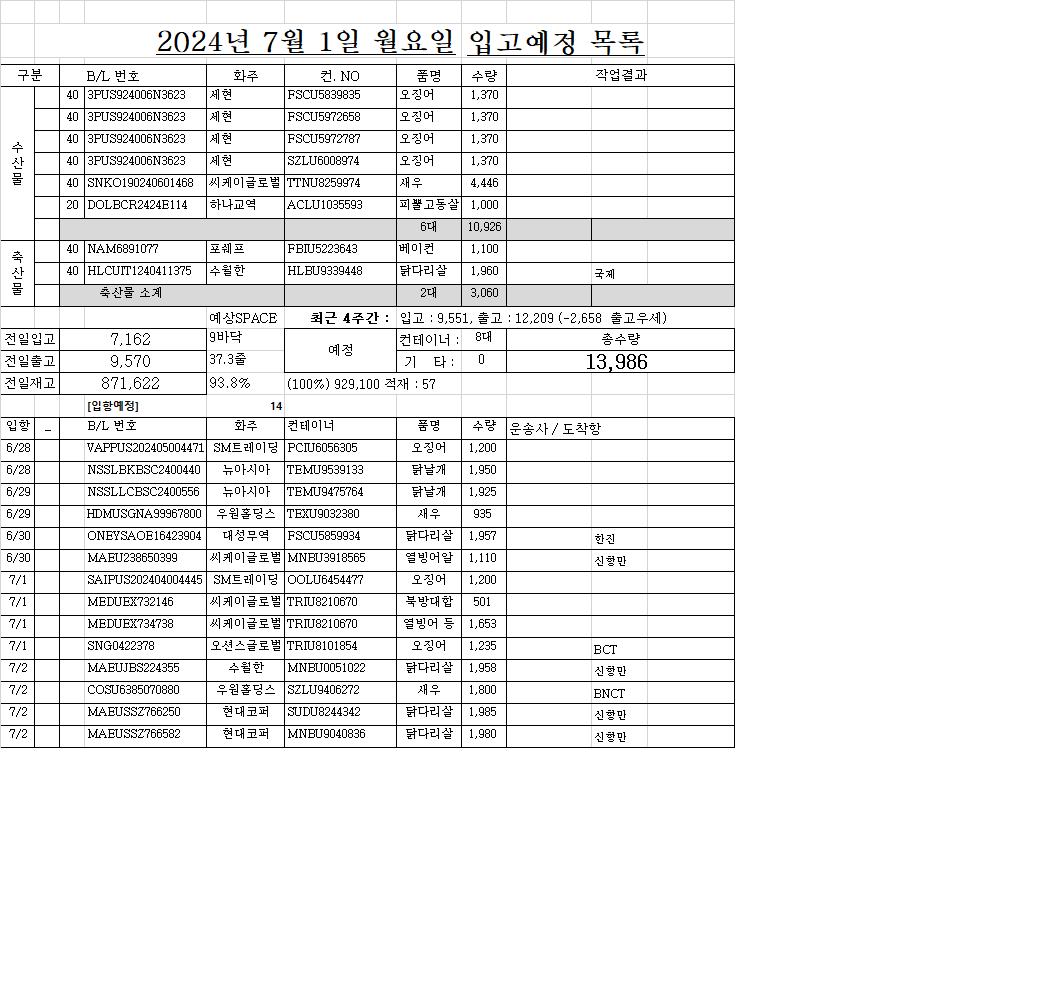 2024년 7월 1일 월요일 입고예정 목록
구분 B/L 번호 화주 컨. NO 품명 수량 작업결과
수산물
40 3PUS924006N3623 세현 FSCU5839835 오징어 1,370
40 3PUS924006N3623 세현 FSCU5972658 오징어 1,370
40 3PUS924006N3623 세현 FSCU5972787 오징어 1,370
40 3PUS924006N3623 세현 SZLU6008974 오징어 1,370
40 SNKO190240601468 씨케이글로벌 TTNU8259974 새우 4,446
20 DOLBCR2424E114 하나교역 ACLU1035593 피뿔고동살 1,000
6대 10,926
축산물
40 NAM6891077 포쉐프 FBIU5223643 베이컨 1,100
40 HLCUIT1240411375 수월한 HLBU9339448 닭다리살 1,960 국제
축산물 소계 2대 3,060
예상SPACE 최근 4주간 : 입고 : 9,551, 출고 : 12,209 (-2,658 출고우세)
전일입고 7,162 9바닥 예정 컨테이너 : 8대 총수량
전일출고 9,570 37.3줄 기 타 : 0 13,986
전일재고 871,622 93.8% (100%) 929,100 적재 : 57
[입항예정] 14
입항 _ B/L 번호 화주 컨테이너 품명 수량 운송사 / 도착항
6/28 VAPPUS202405004471 SM트레이딩 PCIU6056305 오징어 1,200
6/28 NSSLBKBSC2400440 뉴아시아 TEMU9539133 닭날개 1,950
6/29 NSSLLCBSC2400556 뉴아시아 TEMU9475764 닭날개 1,925
6/29 HDMUSGNA99967800 우원홀딩스 TEXU9032380 새우 935
6/30 ONEYSAOE16423904 대성무역 FSCU5859934 닭다리살 1,957 한진
6/30 MAEU238650399 씨케이글로벌 MNBU3918565 열빙어알 1,110 신항만
7/1 SAIPUS202404004445 SM트레이딩 OOLU6454477 오징어 1,200
7/1 MEDUEX732146 씨케이글로벌 TRIU8210670 북방대합 501
7/1 MEDUEX734738 씨케이글로벌 TRIU8210670 열빙어 등 1,653
7/1 SNG0422378 오션스글로벌 TRIU8101854 오징어 1,235 BCT
7/2 MAEUJBS224355 수월한 MNBU0051022 닭다리살 1,958 신항만
7/2 COSU6385070880 우원홀딩스 SZLU9406272 새우 1,800 BNCT
7/2 MAEUSSZ766250 현대코퍼 SUDU8244342 닭다리살 1,985 신항만
7/2 MAEUSSZ766582 현대코퍼 MNBU9040836 닭다리살 1,980 신항만